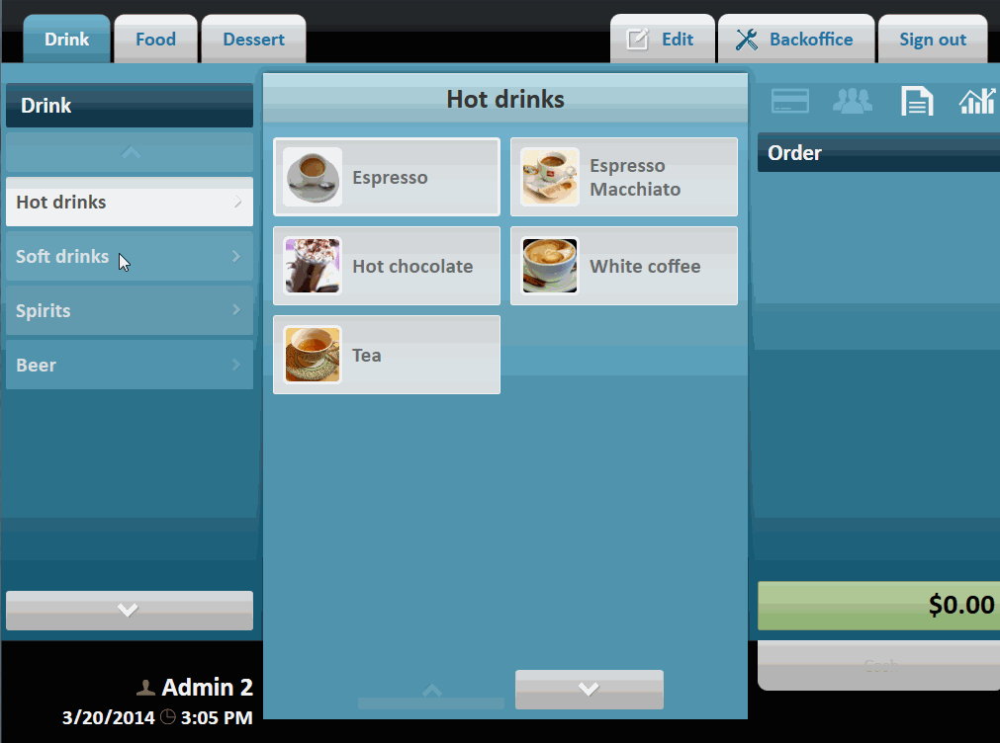 Drink
Food
Dessert
Edit
Backoffice
Sign out
Drink
Hot drinks
Soft drinks
Spirits
Beer
Hot drinks
Espresso
Espresso
Macchiato
Hot chocolate
White coffee
Tea
Order
$0.00
Cash
Admin 2
3/20/2014 3:05 PM